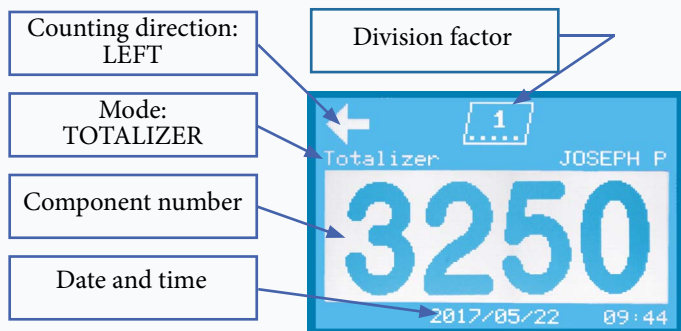 Counting direction:
LEFT
Division factor
Mode:
TOTALIZER
Component number
Date and time
1
Totalizer JOSEPH P
3250
2017/05/22 09:44